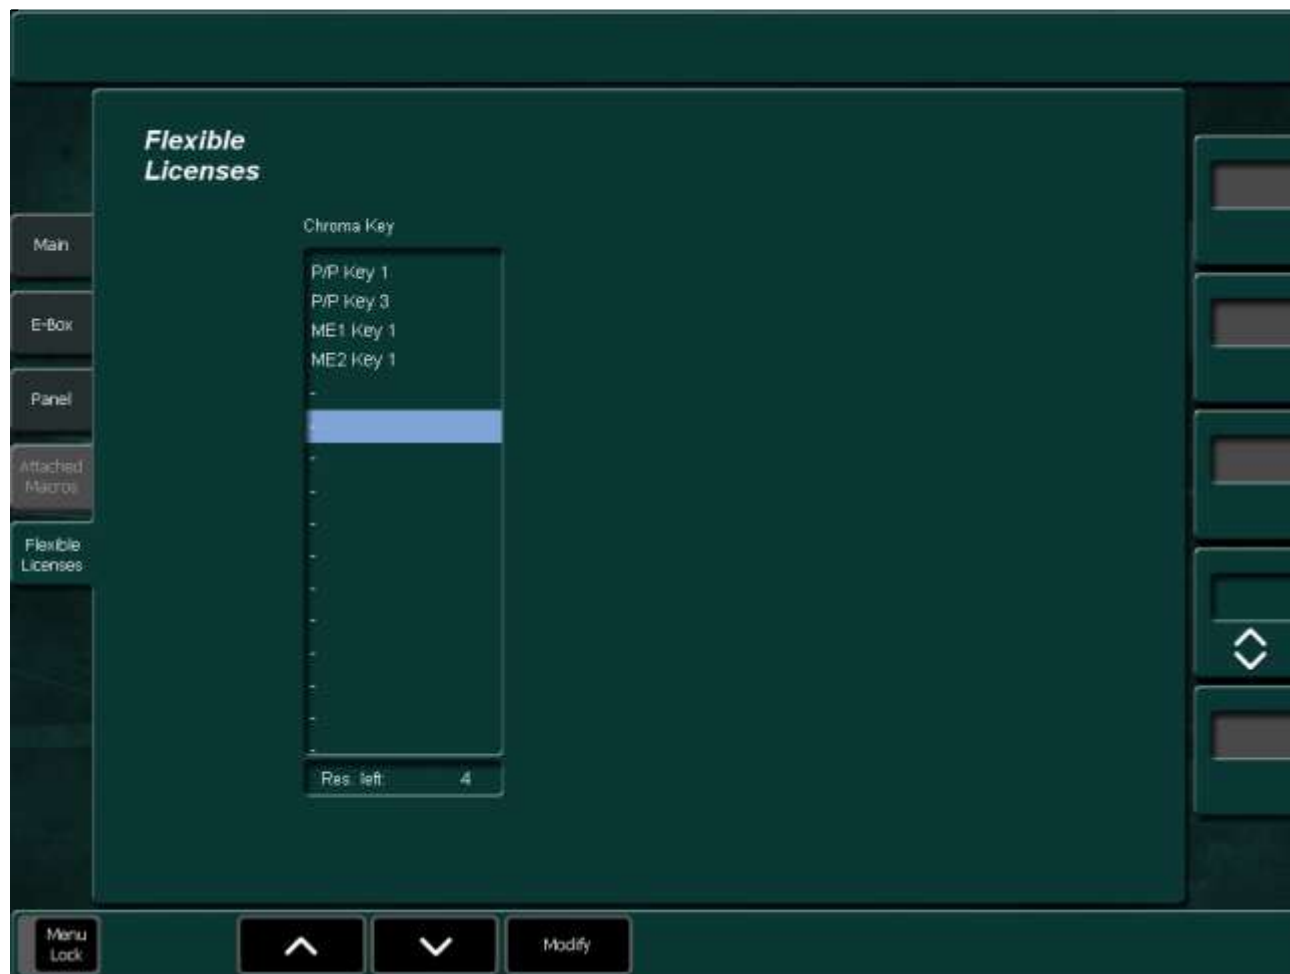 Flexible
Licenses
Chroma Key
Main
P/P Key 1
P/P Key 3
E-Box
ME1 Key 1
ME2 Key 1
Panel
-
-
Attached
Macros
-
-
-
Flexible
Licenses
-
-
-
-
-
-
-
Res. left: 4
Menu
Lock
Modify